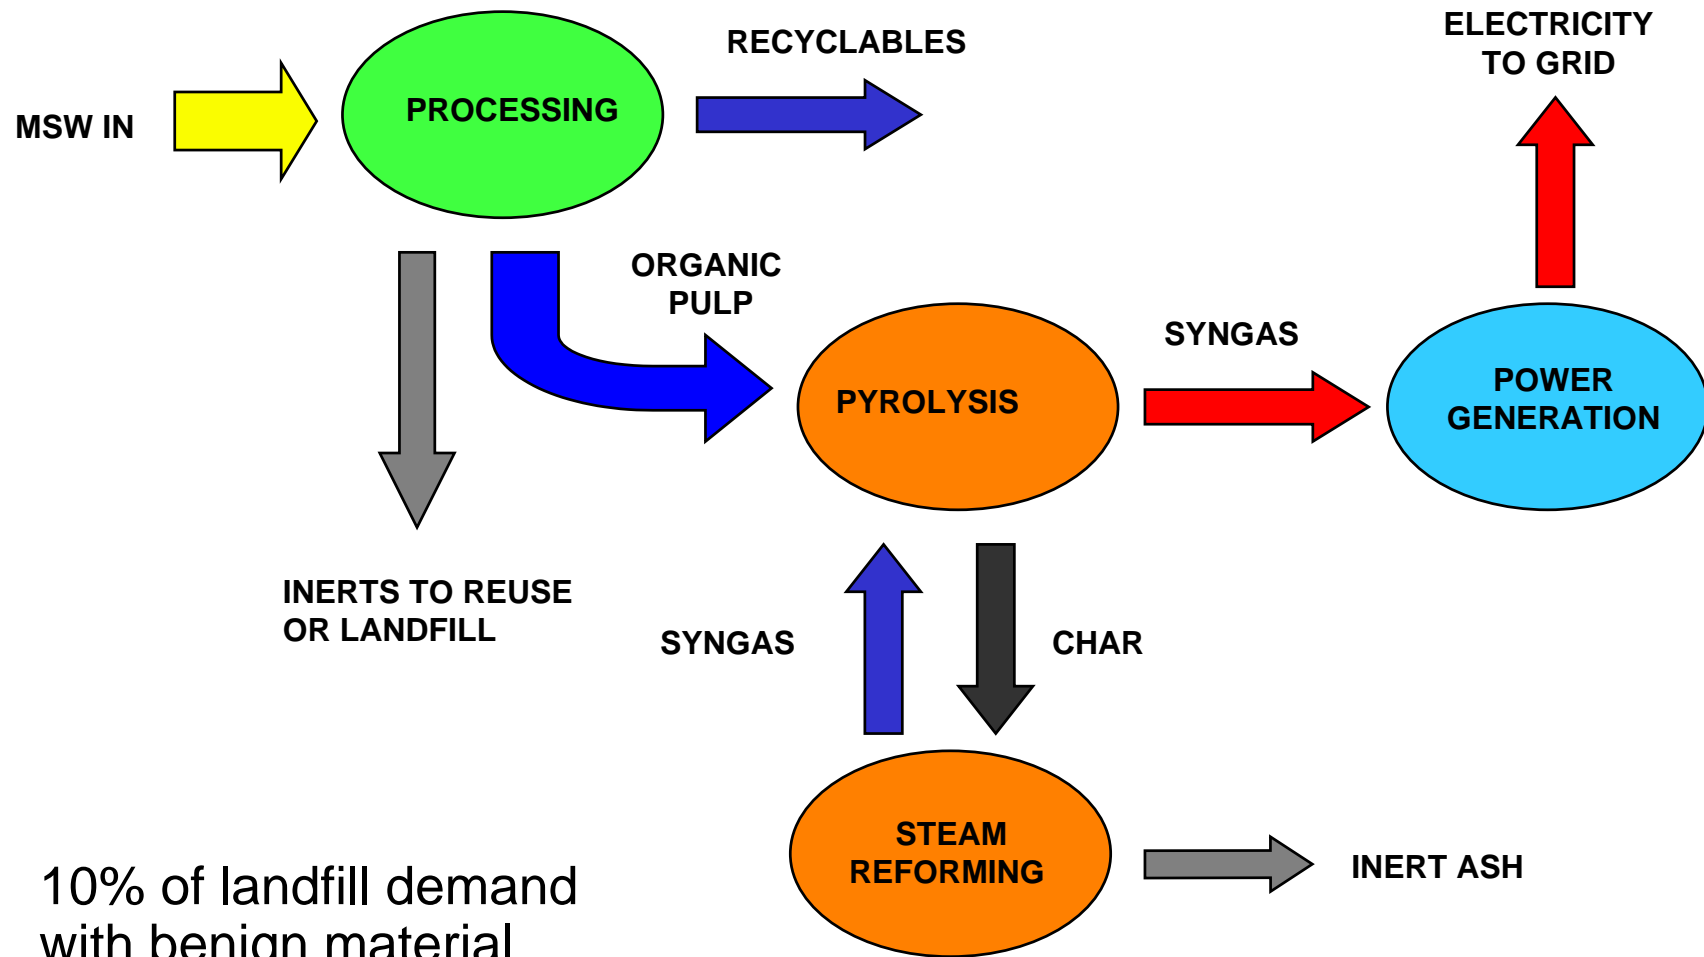 ELECTRICITY
TO GRID
RECYCLABLES
PROCESSING
MSW IN
ORGANIC
PULP
SYNGAS
POWER
GENERATION
PYROLYSIS
INERTS TO REUSE
OR LANDFILL
SYNGAS
CHAR
STEAM
REFORMING
INERT ASH
10% of landfill demand
with benign material